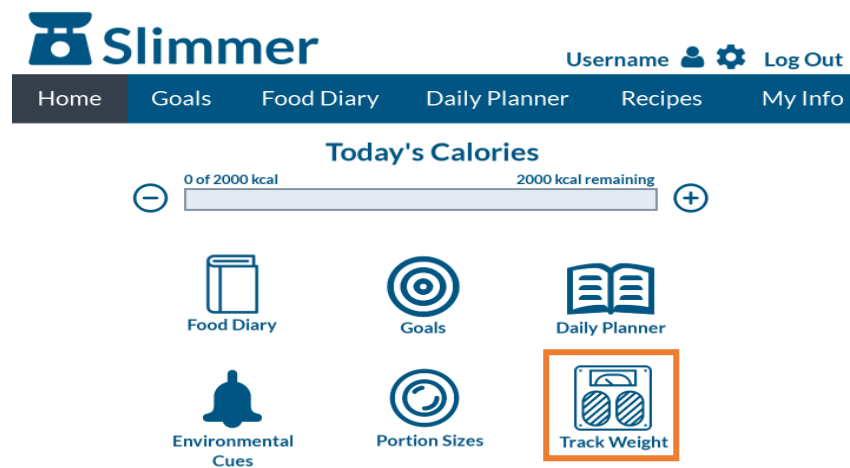 Slimmer
Username Log Out
Home Goals Food Diary Daily Planner Recipes My Info
Today's Calories
0 of 2000 kcal 2000 kcal remaining
Food Diary Goals Daily Planner
Environmental Cues
Portion Sizes
Track Weight